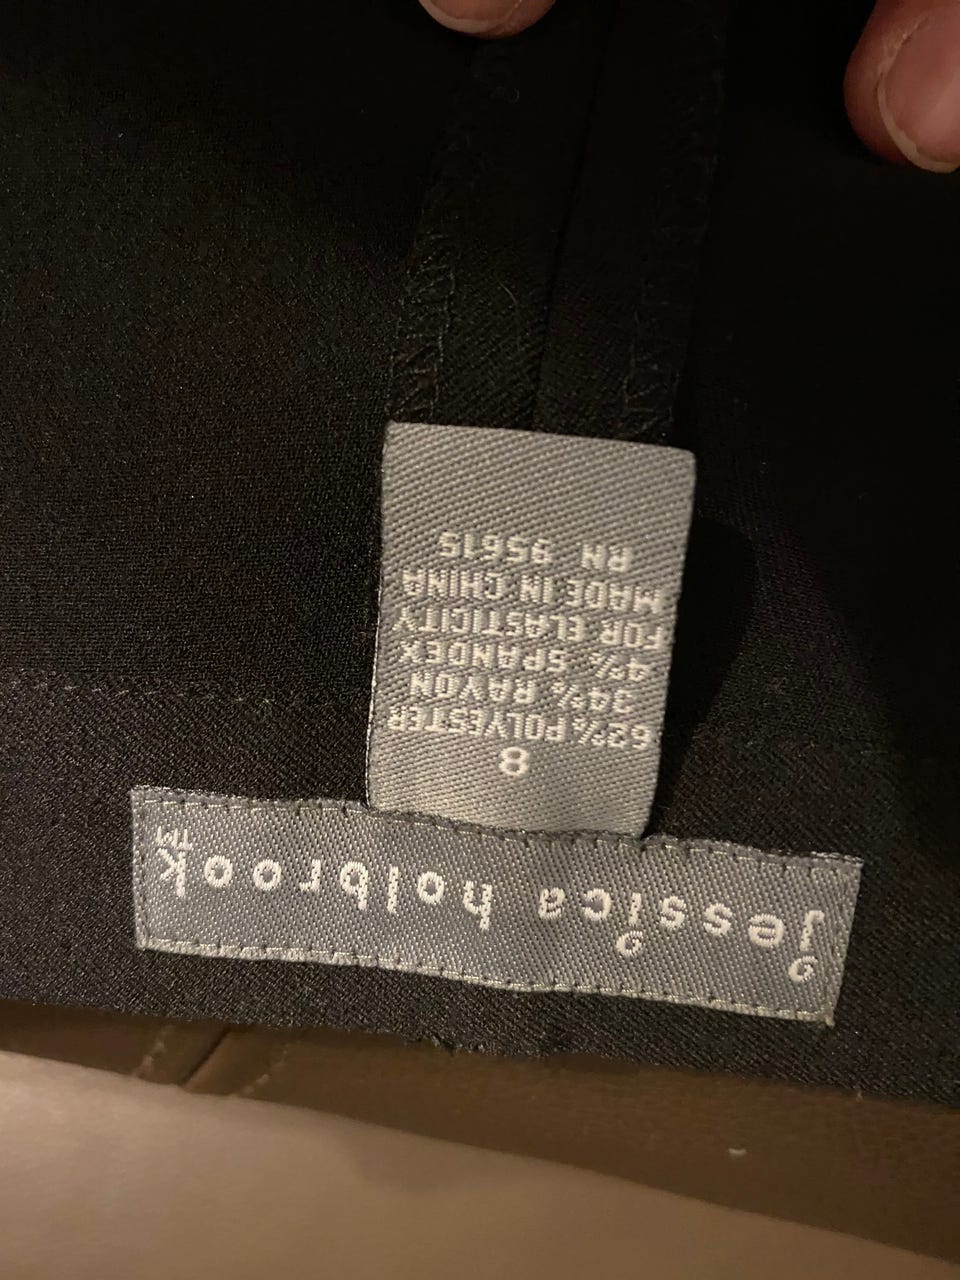 jessica holbrook™
8
62% POLYESTER
34% RAYON
4% SPANDEX
FOR ELASTICITY
MADE IN CHINA
RN 95615